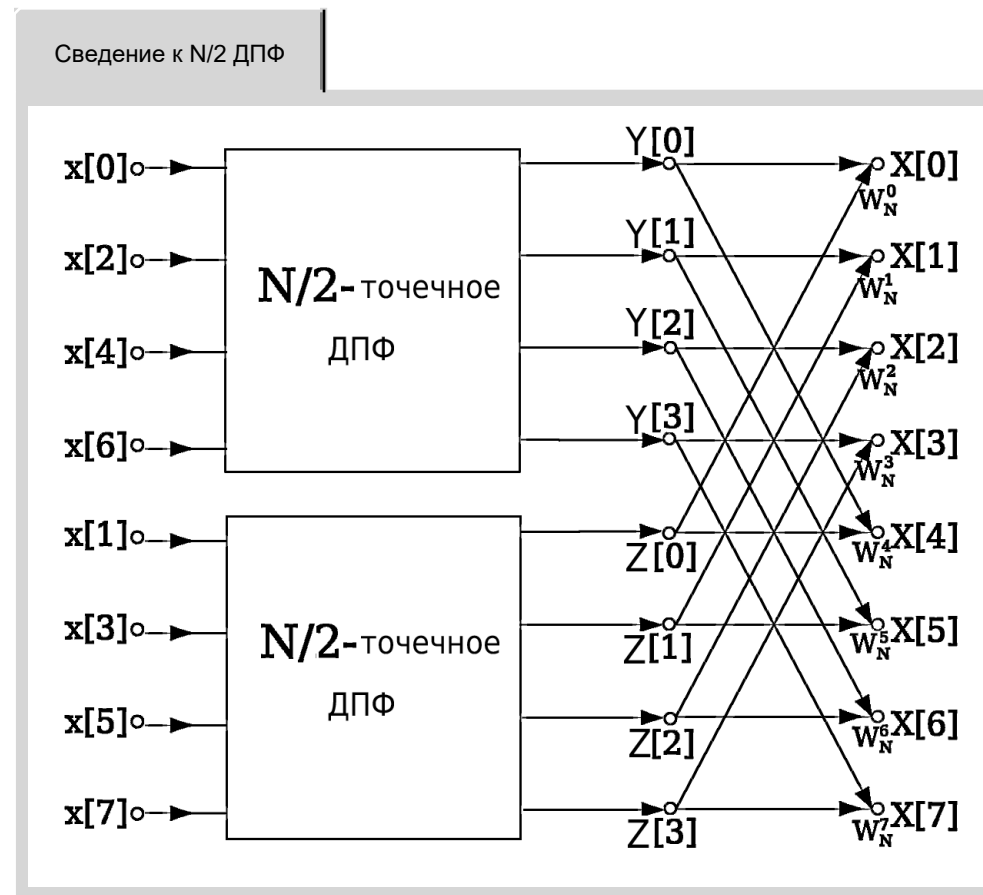 Сведение к N/2 ДПФ
x[0]
x[2]
x[4]
x[6]
x[1]
x[3]
x[5]
x[7]
N/2- точечное
ДПФ
N/2- точечное
ДПФ
Y[0]
Y[1]
Y[2]
Y[3]
Z[0]
Z[1]
Z[2]
Z[3]
X[0]
W_N^0
X[1]
W_N^1
X[2]
W_N^2
X[3]
W_N^3
X[4]
W_N^4
X[5]
W_N^5
X[6]
W_N^6
X[7]
W_N^7